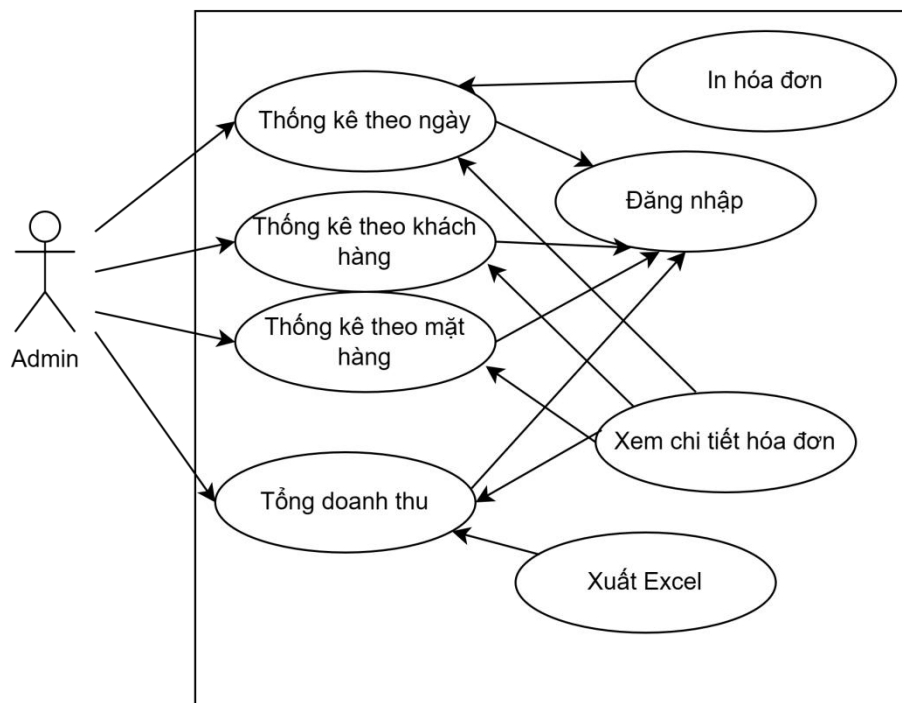 In hóa đơn
Thống kê theo ngày
Đăng nhập
Thống kê theo khách
hàng
Thống kê theo mặt
hàng
Admin
Xem chi tiết hóa đơn
Tổng doanh thu
Xuất Excel